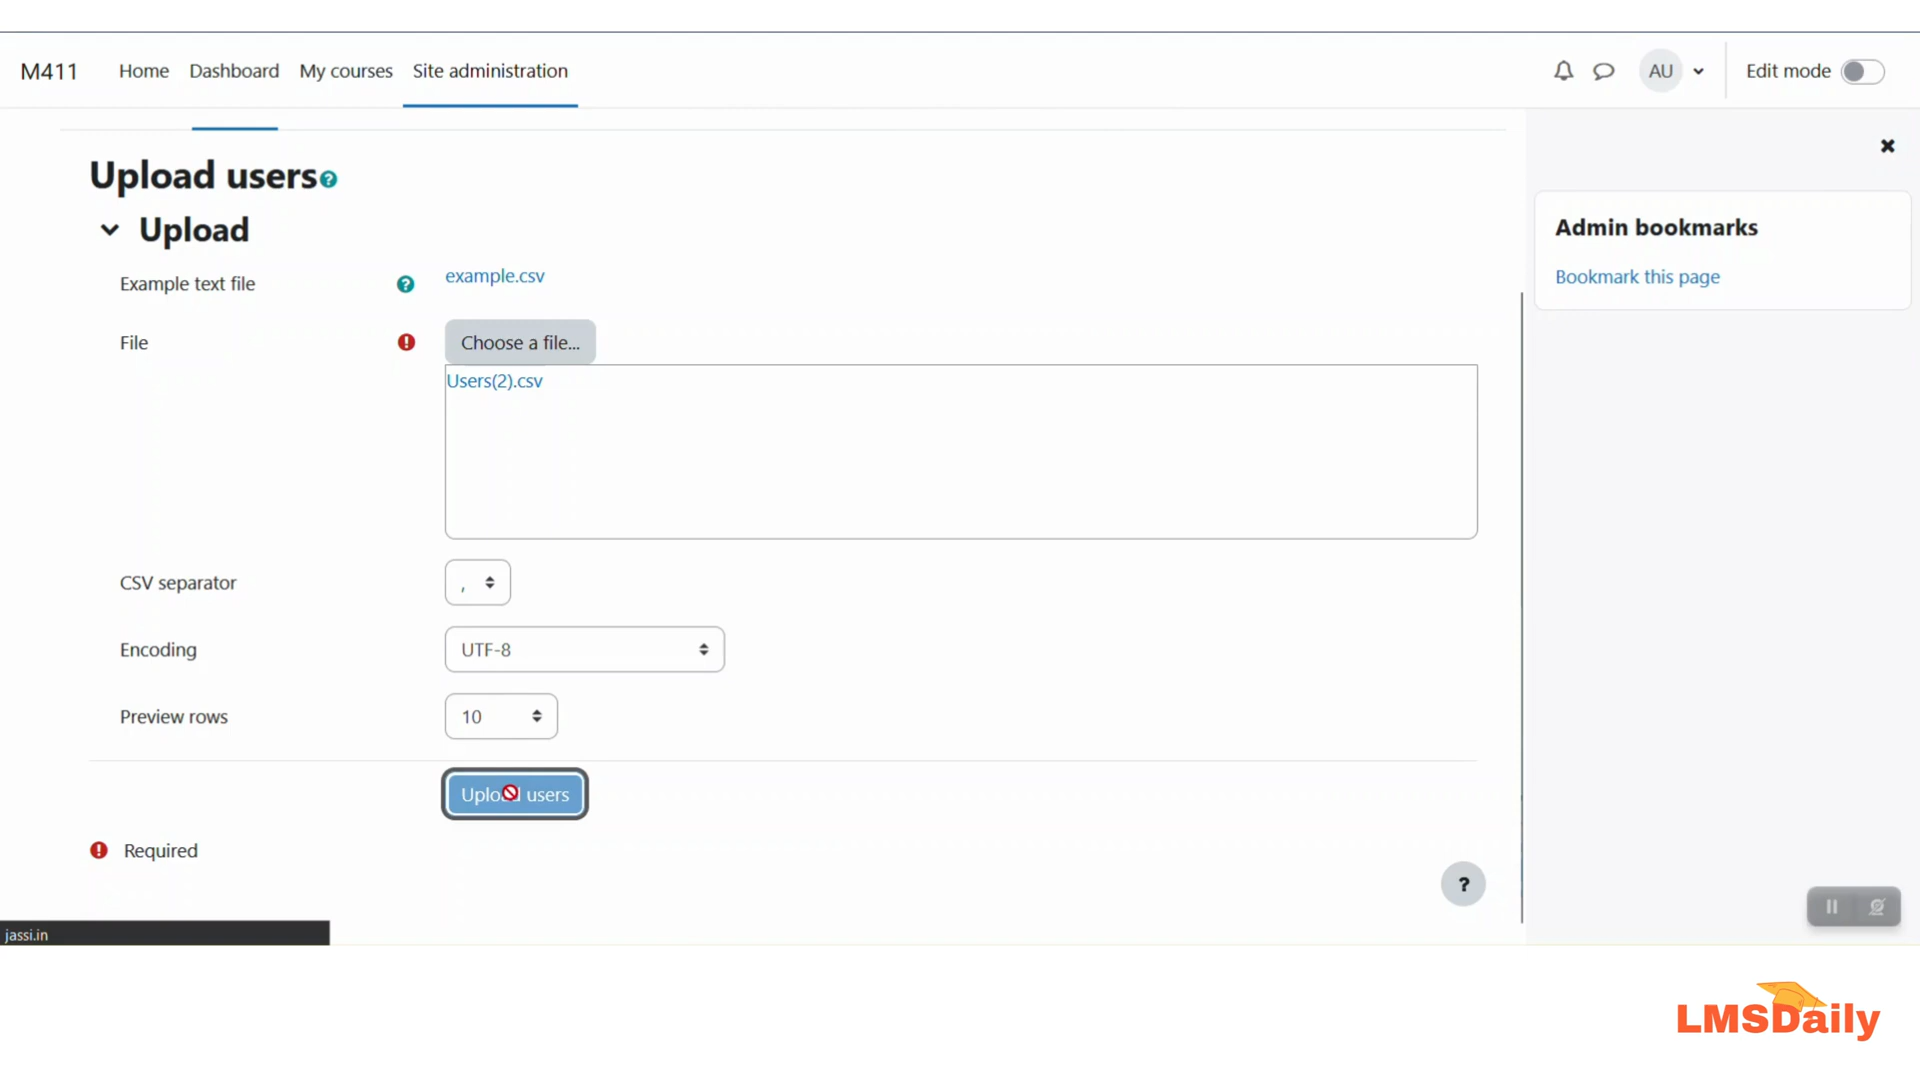 M411 Home Dashboard My courses Site administration AU Edit mode
Upload users
Upload
Example text file example.csv
File Choose a file...
Users(2).csv
CSV separator ,
Encoding UTF-8
Preview rows 10
Upload users
Required
Admin bookmarks
Bookmark this page
?
jassi.in
LMSDaily